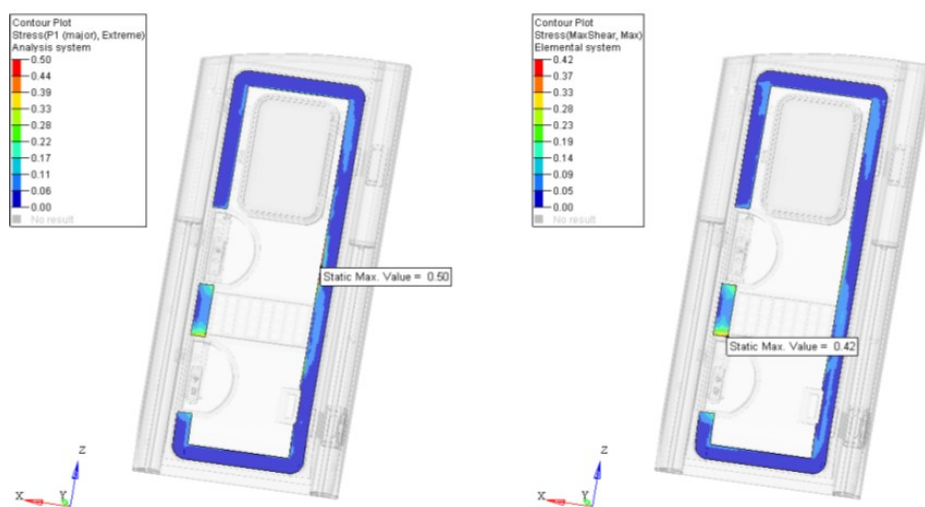 Contour Plot
Stress(P1 (major), Extreme)
Analysis system
0.50
0.44
0.39
0.33
0.28
0.22
0.17
0.11
0.06
0.00
No result
Static Max. Value = 0.50
Z
X
Y
Contour Plot
Stress(MaxShear, Max)
Elemental system
0.42
0.37
0.33
0.28
0.23
0.19
0.14
0.09
0.05
0.00
No result
Static Max. Value = 0.42
Z
X
Y